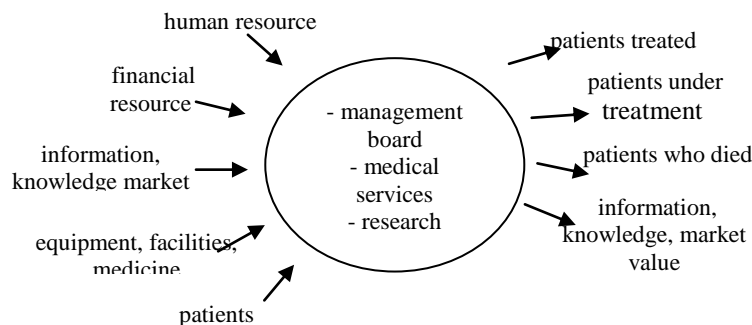 human resource
financial
resource
information,
knowledge market
equipment, facilities,
medicine
patients
- management
board
- medical
services
- research
patients treated
patients under
treatment
patients who died
information,
knowledge, market
value